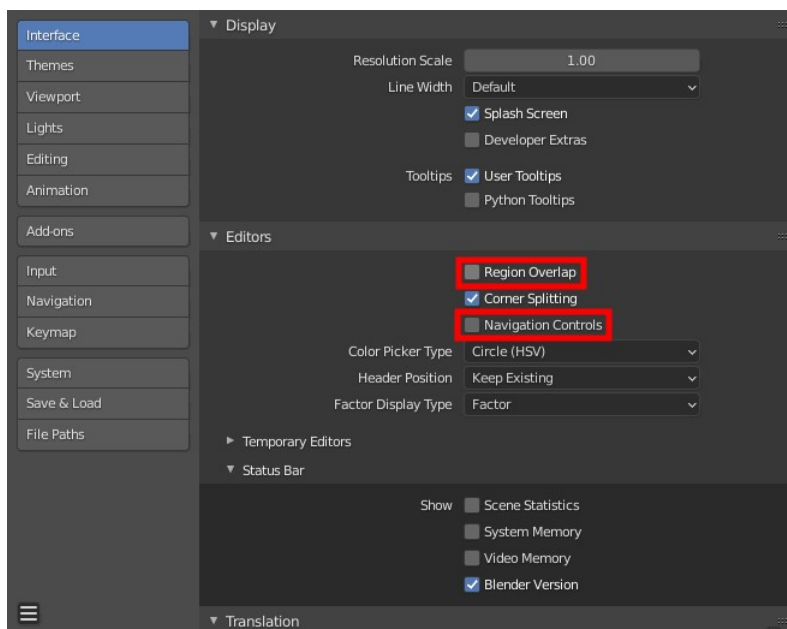 Interface
Themes
Viewport
Lights
Editing
Animation
Add-ons
Input
Navigation
Keymap
System
Save & Load
File Paths
Display
Resolution Scale 1.00
Line Width Default
Splash Screen
Developer Extras
Tooltips User Tooltips
Python Tooltips
Editors
Region Overlap
Corner Splitting
Navigation Controls
Color Picker Type Circle (HSV)
Header Position Keep Existing
Factor Display Type Factor
Temporary Editors
Status Bar
Show Scene Statistics
System Memory
Video Memory
Blender Version
Translation